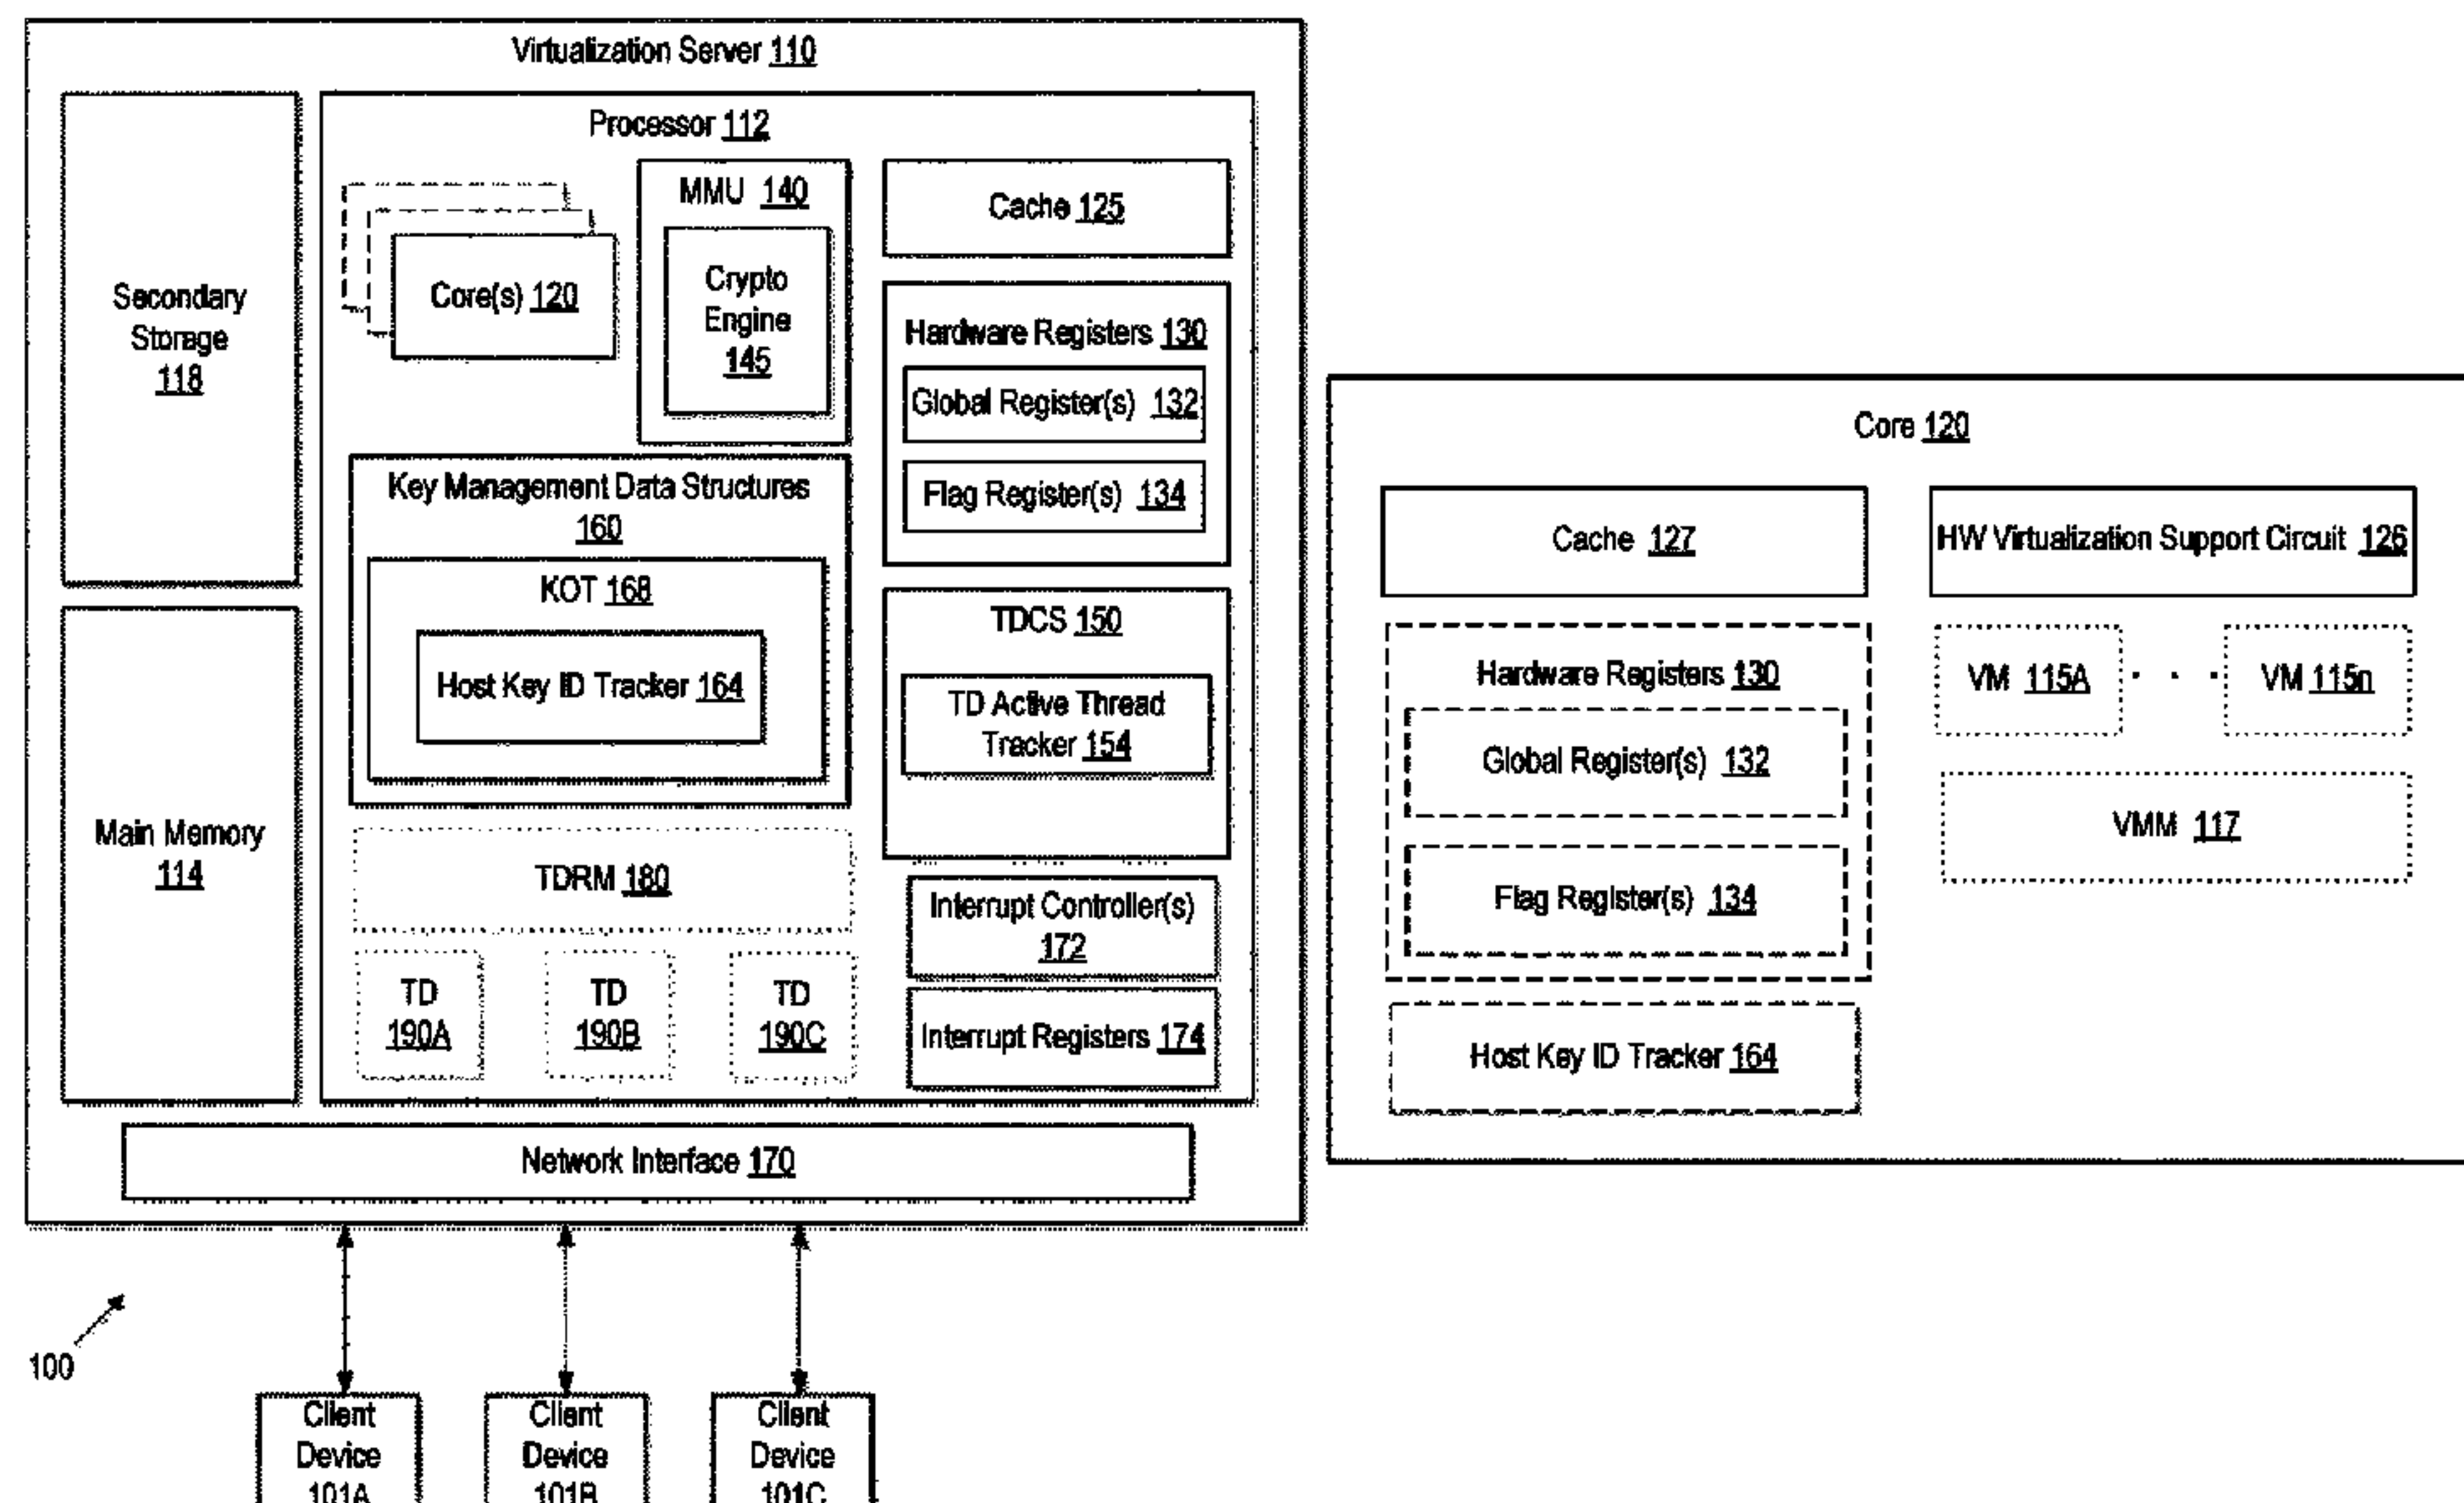 Virtualization Server 110
Secondary
Storage
118
Main Memory
114
Processor 112
Core(s) 120
MMU 140
Crypto
Engine
145
Cache 125
Hardware Registers 130
Global Register(s) 132
Flag Register(s) 134
Key Management Data Structures
160
KOT 168
Host Key ID Tracker 164
TDCS 150
TD Active Thread
Tracker 154
TDRM 180
TD
190A
TD
190B
TD
190C
Interrupt Controller(s)
172
Interrupt Registers 174
Network Interface 170
100
Client
Device
101A
Client
Device
101B
Client
Device
101C
Core 120
Cache 127
HW Virtualization Support Circuit 126
Hardware Registers 130
Global Register(s) 132
Flag Register(s) 134
Host Key ID Tracker 164
VM 115A
. . .
VM 115n
VMM 117